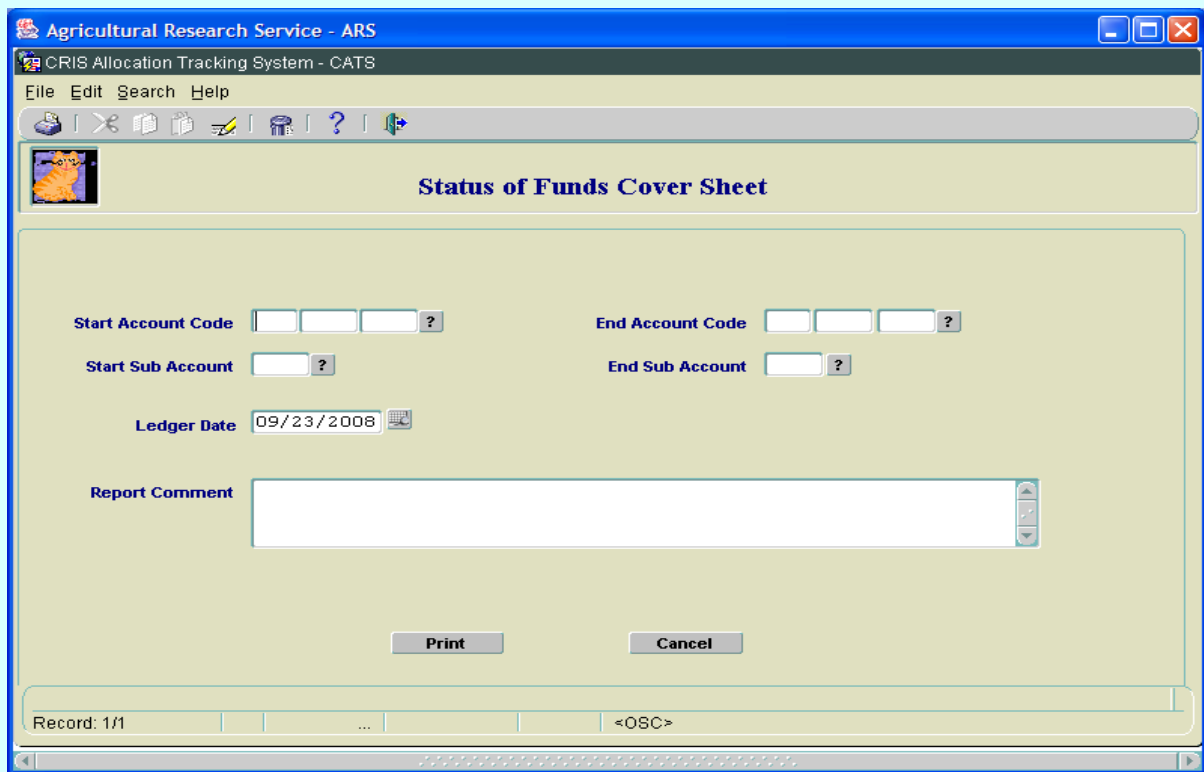 Agricultural Research Service - ARS
CRIS Allocation Tracking System - CATS
File Edit Search Help
?
Status of Funds Cover Sheet
Start Account Code ? End Account Code ?
Start Sub Account ? End Sub Account ?
Ledger Date 09/23/2008
Report Comment
Print Cancel
Record: 1/1 ... <OSC>